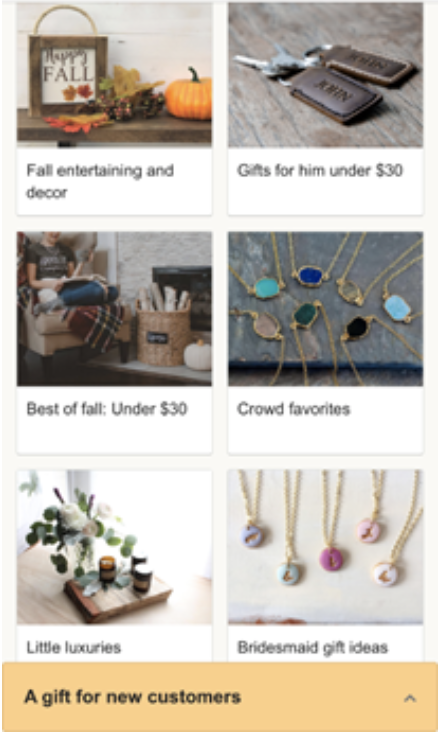 Happy
FALL
JOHN
JOHN
Fall entertaining and
decor
Gifts for him under $30
Best of fall: Under $30
Crowd favorites
Little luxuries
Bridesmaid gift ideas
A gift for new customers